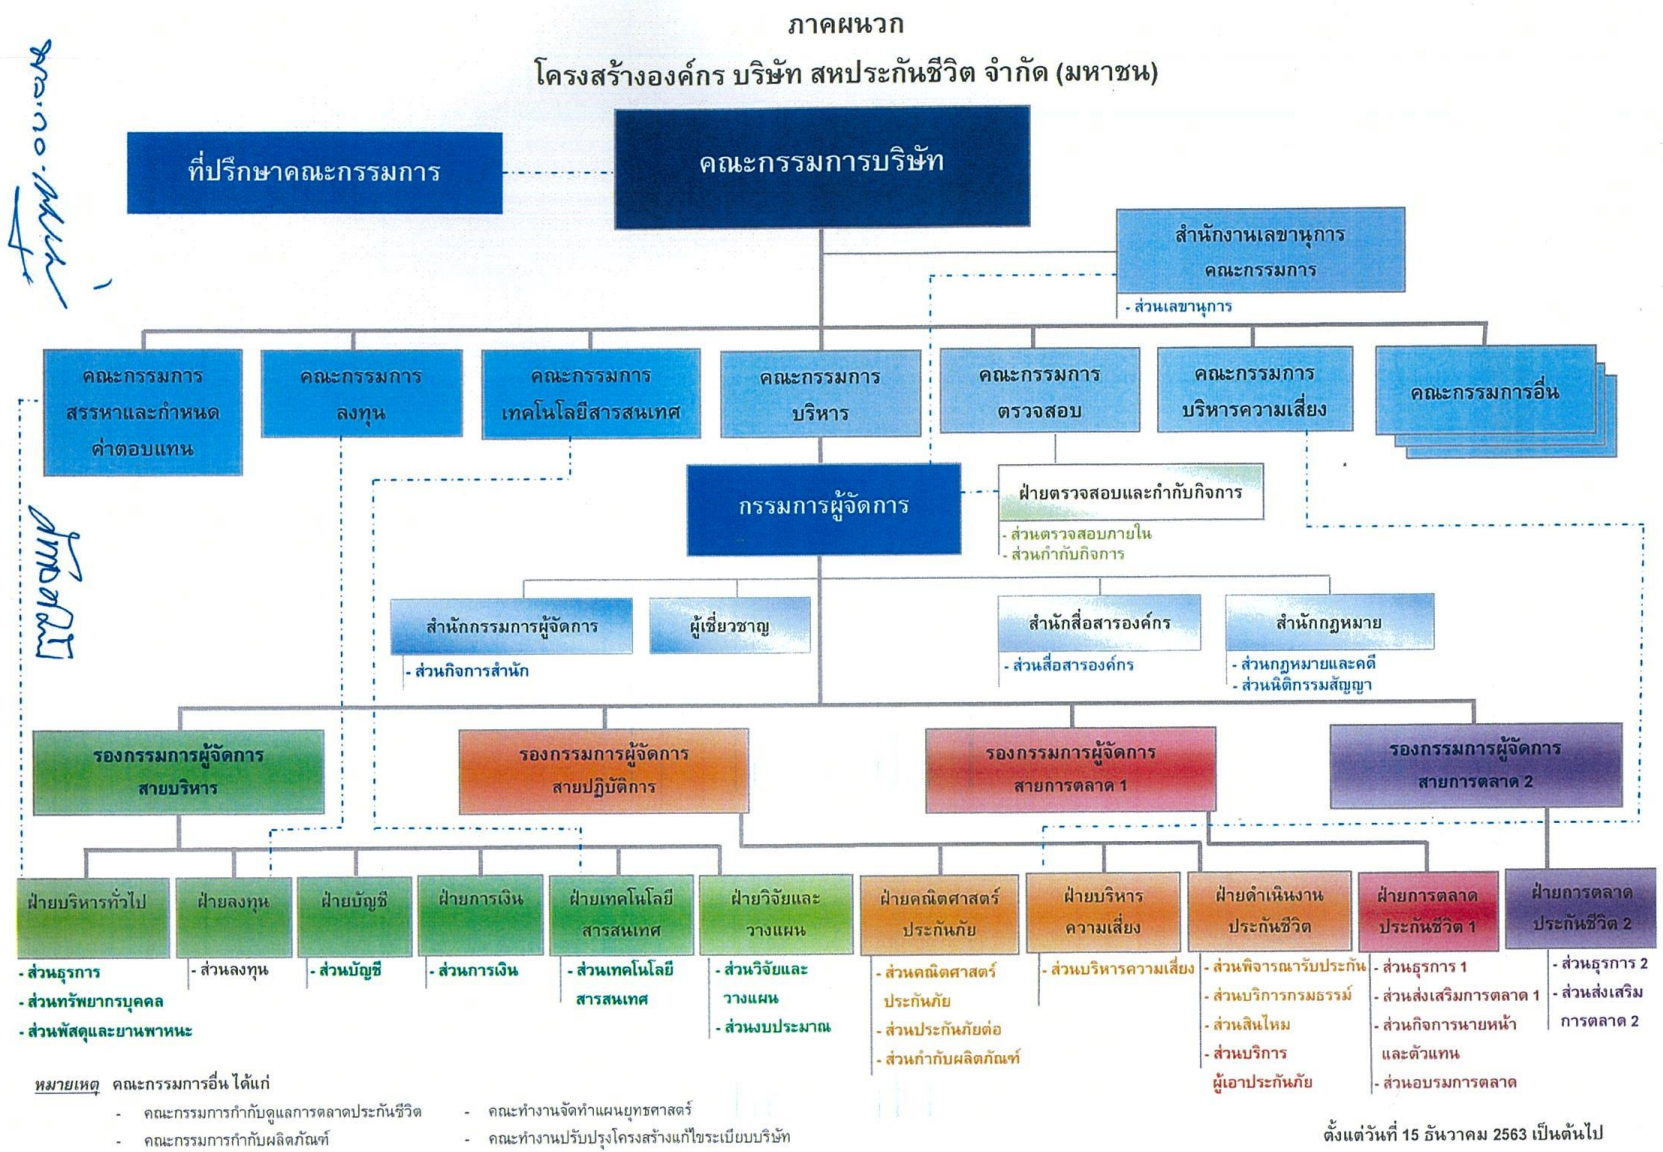 ภาคผนวก
โครงสร้างองค์กร บริษัท สหประกันชีวิต จำกัด (มหาชน)
ที่ปรึกษาคณะกรรมการ
คณะกรรมการบริษัท
สำนักงานเลขานุการ
คณะกรรมการ
- ส่วนเลขานุการ
คณะกรรมการ
สรรหาและกำหนด
ค่าตอบแทน
คณะกรรมการ
ลงทุน
คณะกรรมการ
เทคโนโลยีสารสนเทศ
คณะกรรมการ
บริหาร
คณะกรรมการ
ตรวจสอบ
คณะกรรมการ
บริหารความเสี่ยง
คณะกรรมการอื่น
กรรมการผู้จัดการ
ฝ่ายตรวจสอบและกำกับกิจการ
- ส่วนตรวจสอบภายใน
- ส่วนกำกับกิจการ
สำนักกรรมการผู้จัดการ
- ส่วนกิจการสำนัก
ผู้เชี่ยวชาญ
สำนักสื่อสารองค์กร
- ส่วนสื่อสารองค์กร
สำนักกฎหมาย
- ส่วนกฎหมายและคดี
- ส่วนนิติกรรมสัญญา
รองกรรมการผู้จัดการ
สายบริหาร
รองกรรมการผู้จัดการ
สายปฏิบัติการ
รองกรรมการผู้จัดการ
สายการตลาด 1
รองกรรมการผู้จัดการ
สายการตลาด 2
ฝ่ายบริหารทั่วไป
- ส่วนธุรการ
- ส่วนทรัพยากรบุคคล
- ส่วนพัสดุและยานพาหนะ
ฝ่ายลงทุน
- ส่วนลงทุน
ฝ่ายบัญชี
- ส่วนบัญชี
ฝ่ายการเงิน
- ส่วนการเงิน
ฝ่ายเทคโนโลยี
สารสนเทศ
- ส่วนเทคโนโลยี
สารสนเทศ
ฝ่ายวิจัยและ
วางแผน
- ส่วนวิจัยและ
วางแผน
- ส่วนงบประมาณ
ฝ่ายคณิตศาสตร์
ประกันภัย
- ส่วนคณิตศาสตร์
ประกันภัย
- ส่วนประกันภัยต่อ
- ส่วนกำกับผลิตภัณฑ์
ฝ่ายบริหาร
ความเสี่ยง
- ส่วนบริหารความเสี่ยง
ฝ่ายดำเนินงาน
ประกันชีวิต
- ส่วนพิจารณารับประกัน
- ส่วนบริการกรมธรรม์
- ส่วนสินไหม
- ส่วนบริการ
ผู้เอาประกันภัย
ฝ่ายการตลาด
ประกันชีวิต 1
- ส่วนธุรการ 1
- ส่วนส่งเสริมการตลาด 1
- ส่วนกิจการนายหน้า
และตัวแทน
- ส่วนอบรมการตลาด
ฝ่ายการตลาด
ประกันชีวิต 2
- ส่วนธุรการ 2
- ส่วนส่งเสริม
การตลาด 2
หมายเหตุ คณะกรรมการอื่น ได้แก่
- คณะกรรมการกำกับดูแลการตลาดประกันชีวิต
- คณะกรรมการกำกับผลิตภัณฑ์
- คณะทำงานจัดทำแผนยุทธศาสตร์
- คณะทำงานปรับปรุงโครงสร้างแก้ไขระเบียบบริษัท
ตั้งแต่วันที่ 15 ธันวาคม 2563 เป็นต้นไป